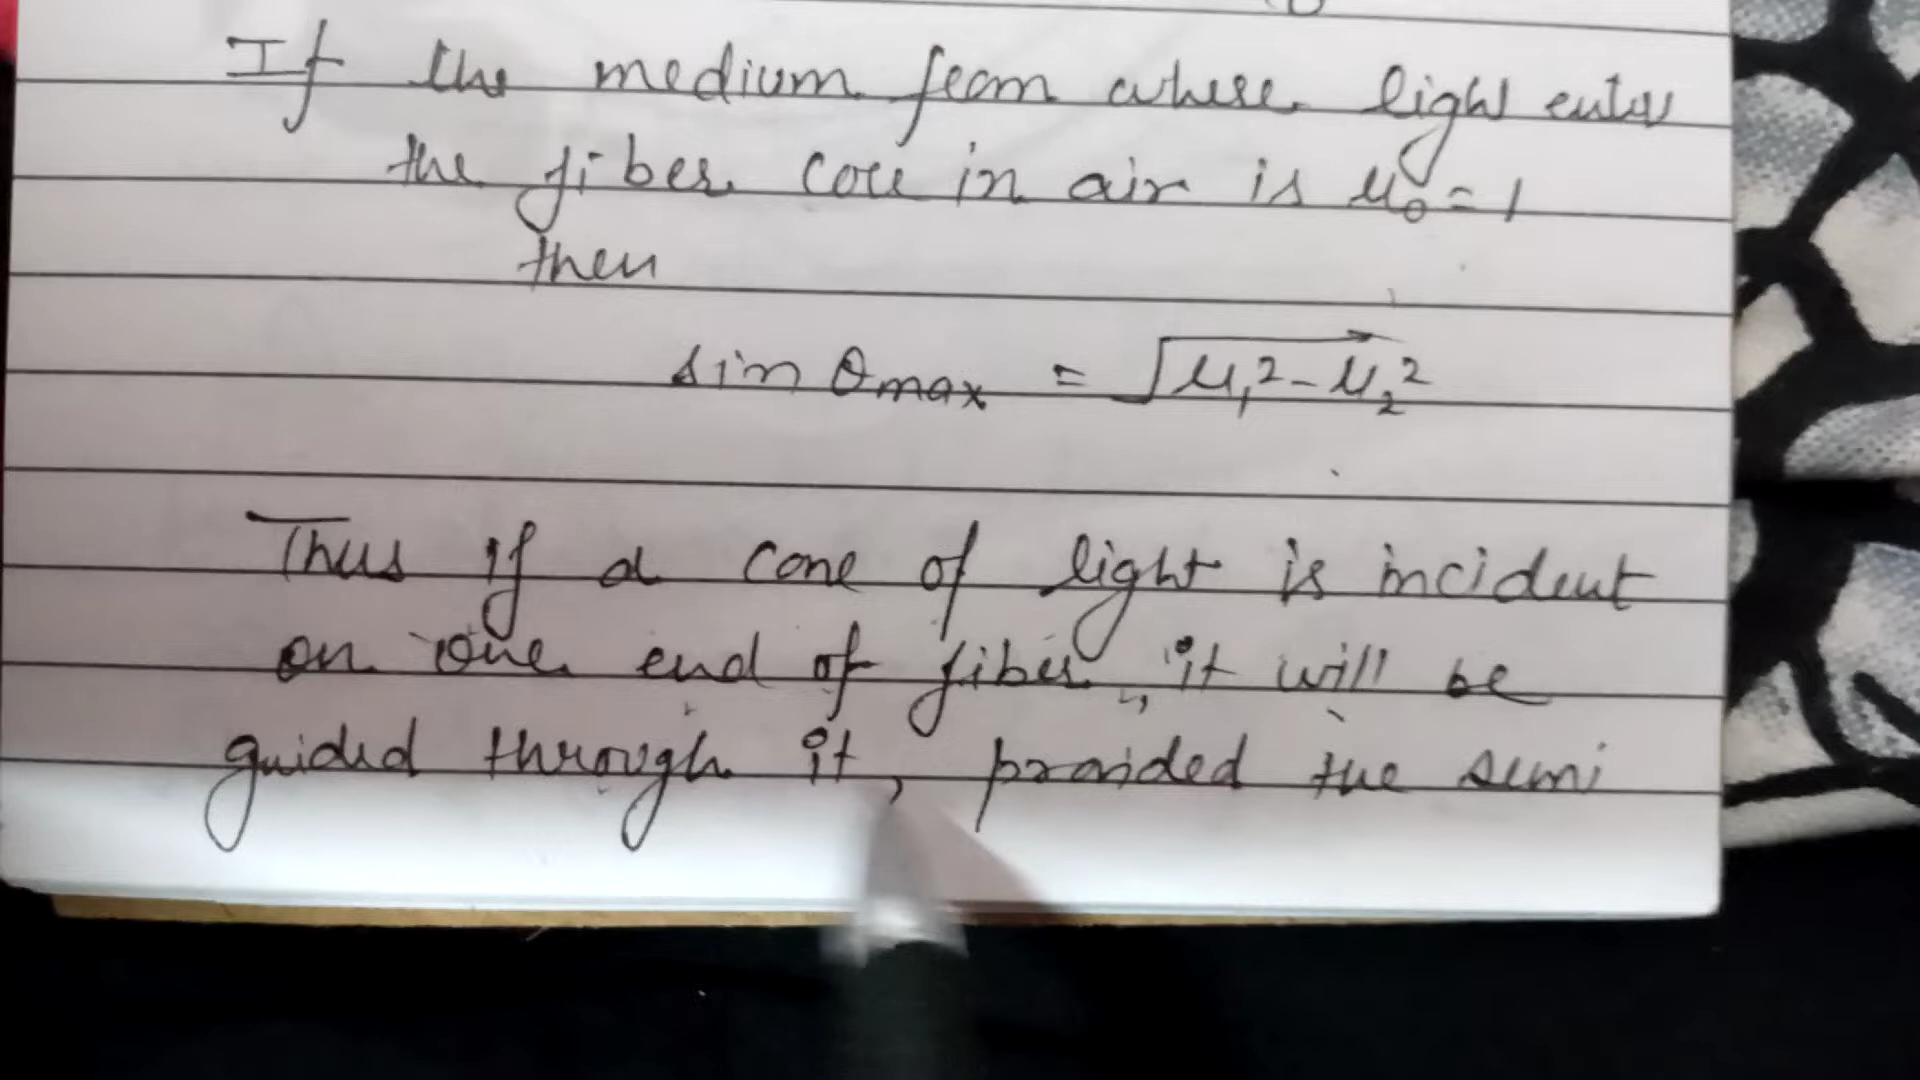 If the medium from where light enters
the fiber core in air is μ₀ = 1
then
sin θmax = √μ₁² - μ₂²
Thus if a cone of light is incident
on one end of fiber, it will be
guided through it, provided the semi